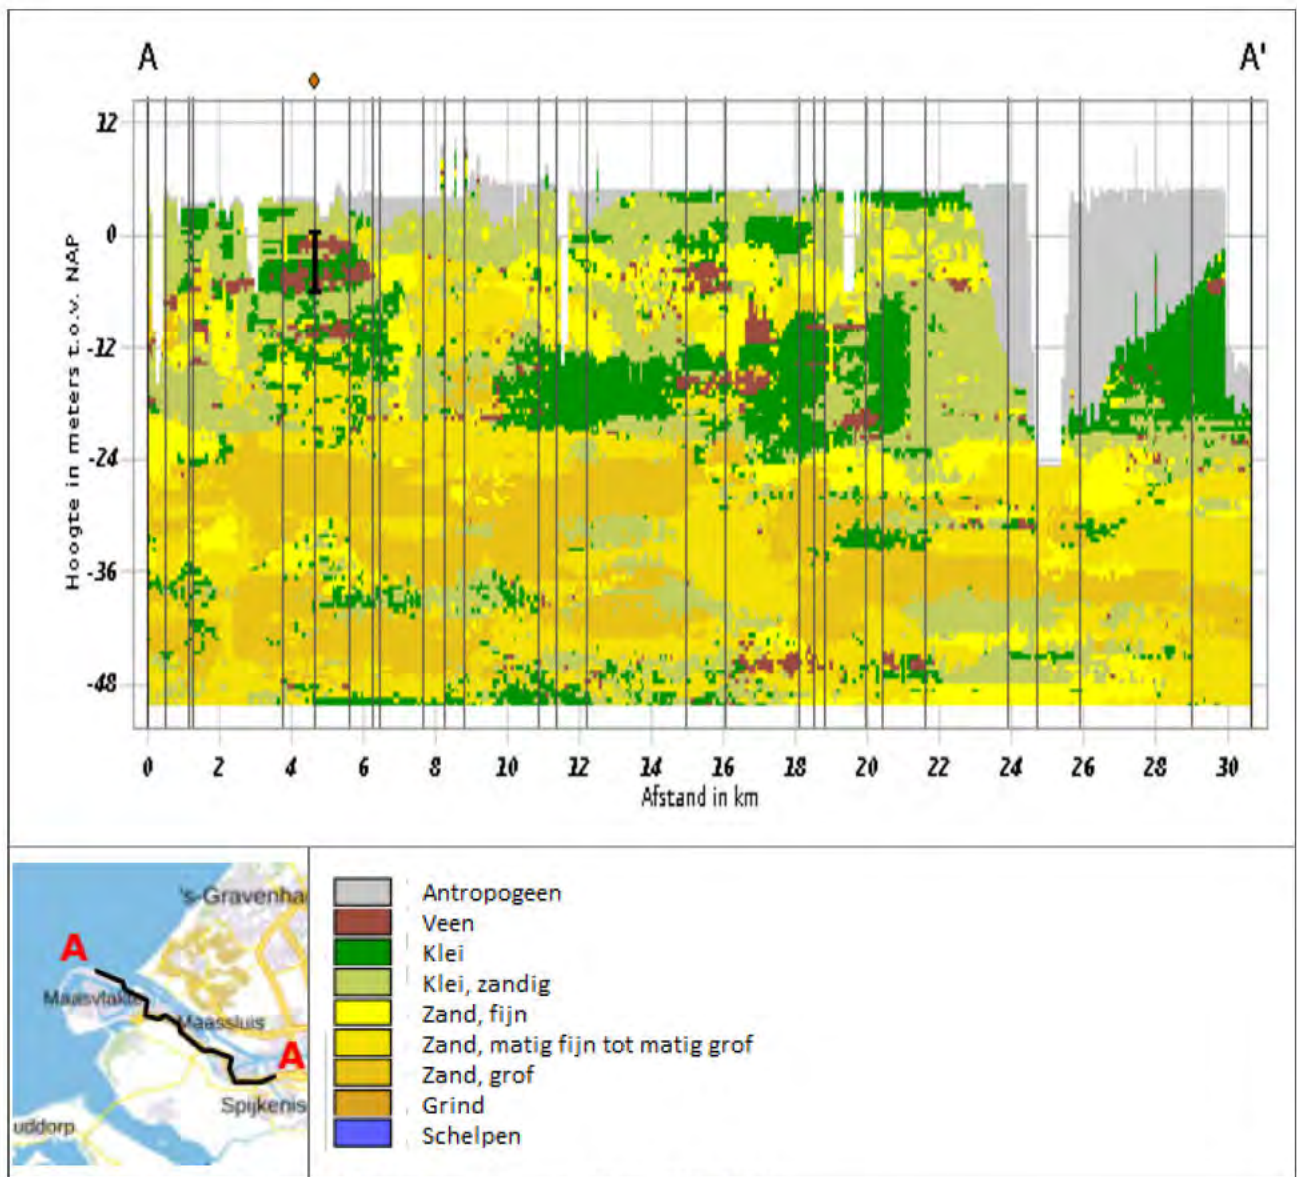 A
A'
12
0
-12
-24
-36
-48
Hoogte in meters t.o.v. NAP
0 2 4 6 8 10 12 14 16 18 20 22 24 26 28 30
Afstand in km
's-Gravenha
A
Maasvlakte
Maassluis
A
Spijkenis
uddorp
Antropogeen
Veen
Klei
Klei, zandig
Zand, fijn
Zand, matig fijn tot matig grof
Zand, grof
Grind
Schelpen